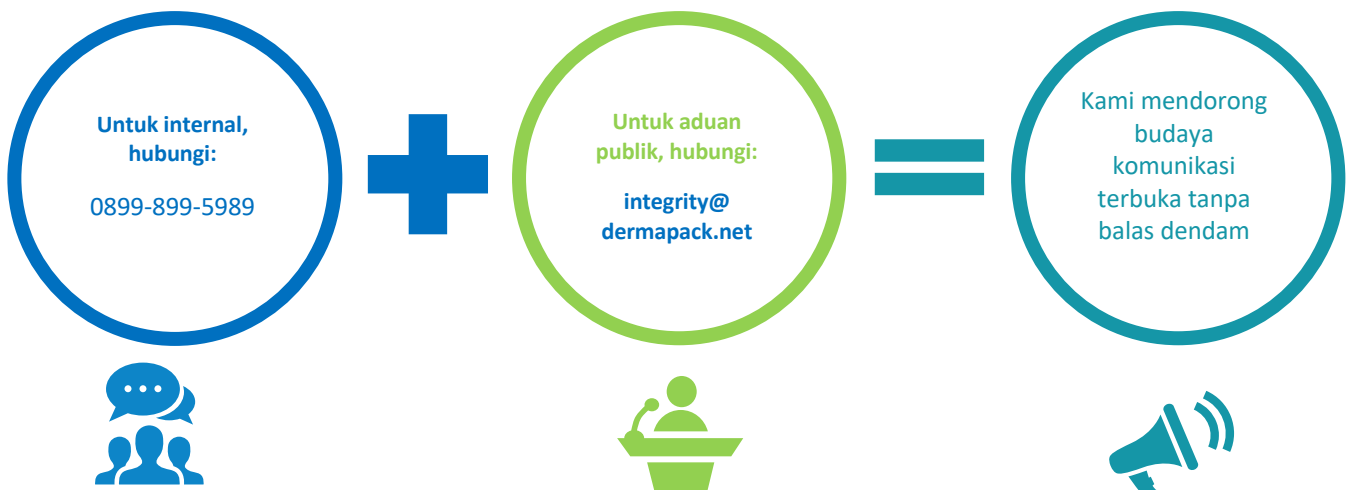 Untuk internal,
hubungi:
0899-899-5989
Untuk aduan
publik, hubungi:
integrity@
dermapack.net
Kami mendorong
budaya
komunikasi
terbuka tanpa
balas dendam